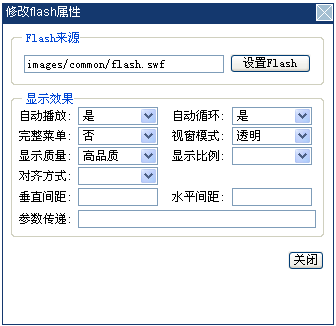 修改flash属性
Flash来源
images/common/flash.swf 设置Flash
显示效果
自动播放: 是 自动循环: 是
完整菜单: 否 视窗模式: 透明
显示质量: 高品质 显示比例:
对齐方式:
垂直间距: 水平间距:
参数传递:
关闭